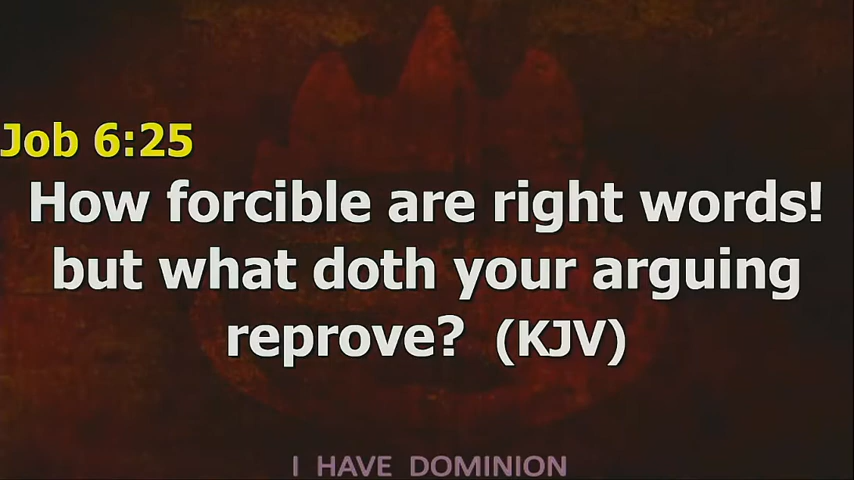 Job 6:25
How forcible are right words!
but what doth your arguing
reprove? (KJV)
I HAVE DOMINION